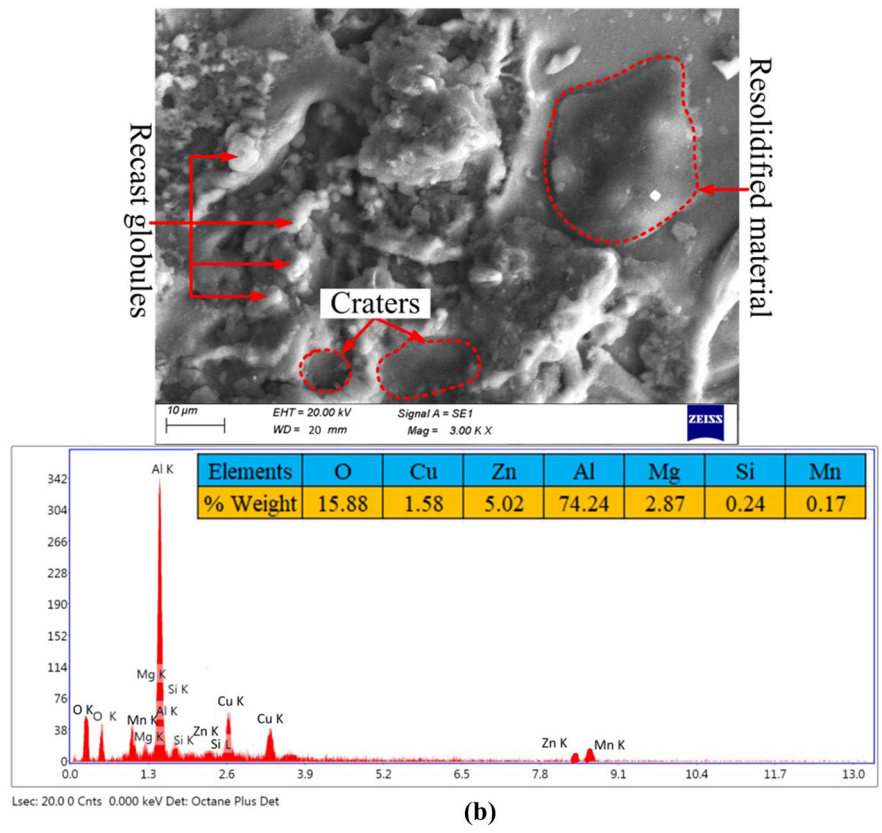 Recast globules
Resolidified material
Craters
10 µm
EHT = 20.00 kV
Signal A = SE1
WD = 20 mm
Mag = 3.00 K X
ZEISS
Elements O Cu Zn Al Mg Si Mn
% Weight 15.88 1.58 5.02 74.24 2.87 0.24 0.17
342
304
266
228
190
152
114
76
38
0
Al K
Mg K
Si K
O K
O K
Mn K
Al K
Mg K
Si K
Zn K
Si L
Cu K
Cu K
Zn K
Mn K
0.0 1.3 2.6 3.9 5.2 6.5 7.8 9.1 10.4 11.7 13.0
Lsec: 20.0 0 Cnts 0.000 keV Det: Octane Plus Det
(b)